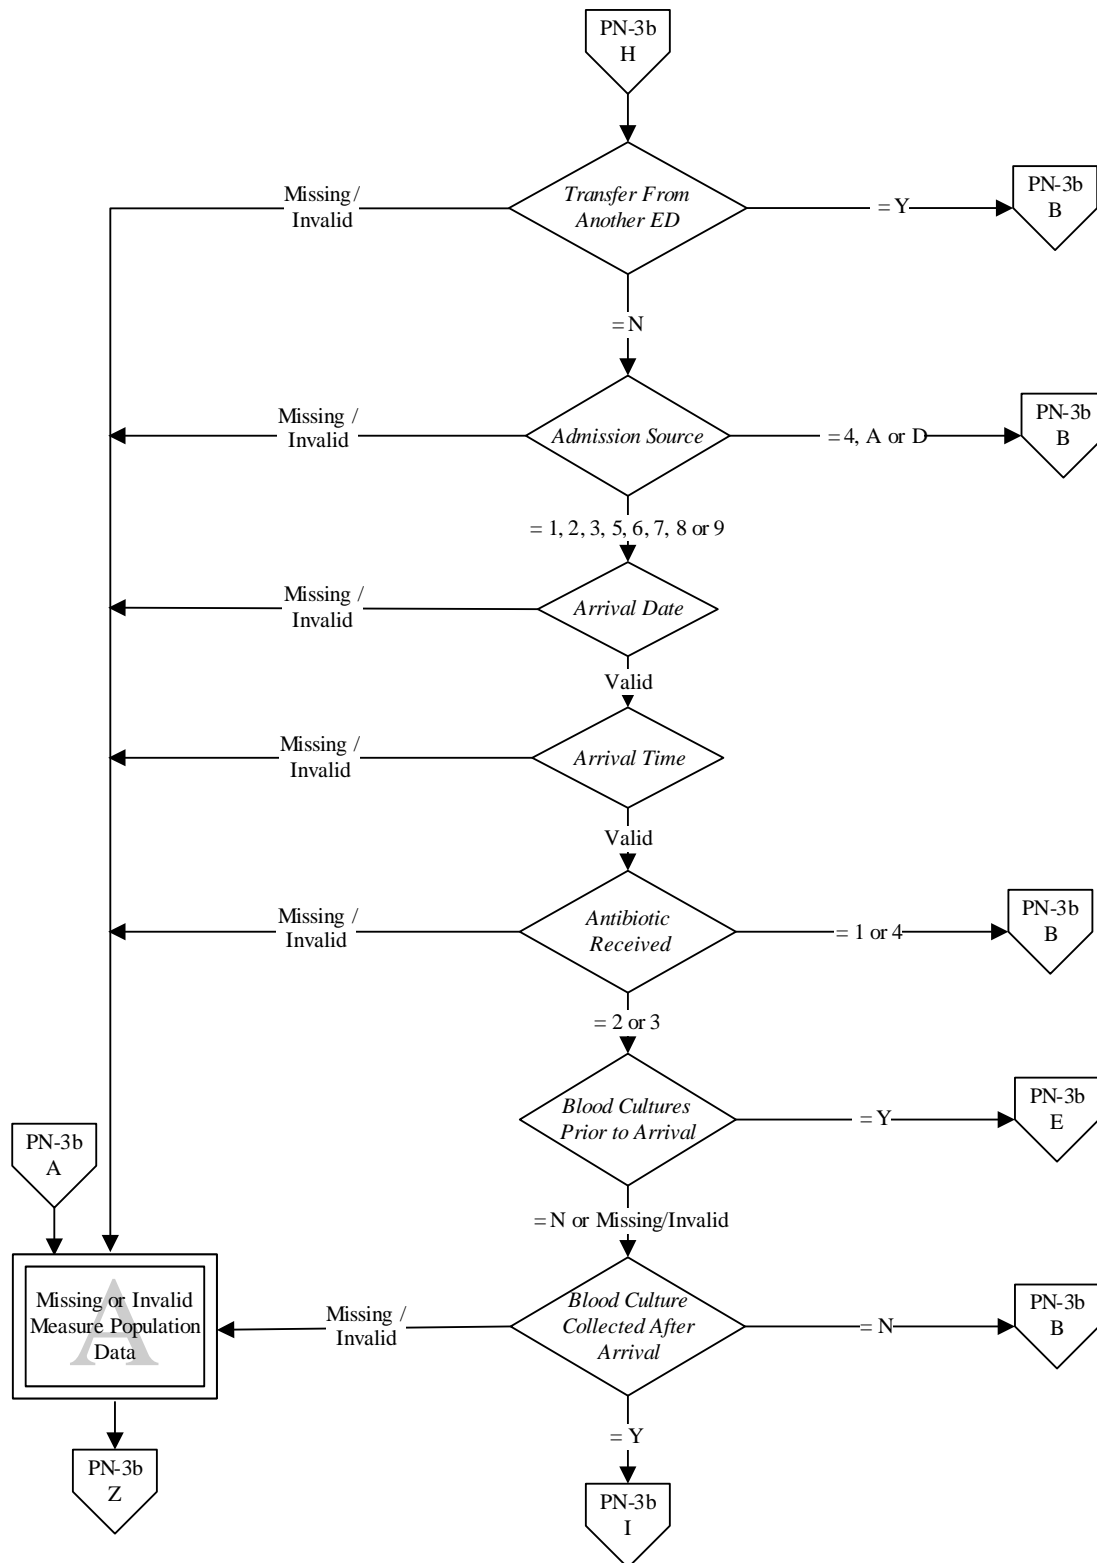 PN-3b
H
Transfer From
Another ED
Missing /
Invalid
= Y
PN-3b
B
= N
Admission Source
Missing /
Invalid
= 4, A or D
PN-3b
B
= 1, 2, 3, 5, 6, 7, 8 or 9
Arrival Date
Missing /
Invalid
Valid
Arrival Time
Missing /
Invalid
Valid
Antibiotic
Received
Missing /
Invalid
= 1 or 4
PN-3b
B
= 2 or 3
Blood Cultures
Prior to Arrival
= Y
PN-3b
E
PN-3b
A
= N or Missing/Invalid
A
Missing or Invalid
Measure Population
Data
Missing /
Invalid
Blood Culture
Collected After
Arrival
= N
PN-3b
B
= Y
PN-3b
Z
PN-3b
I